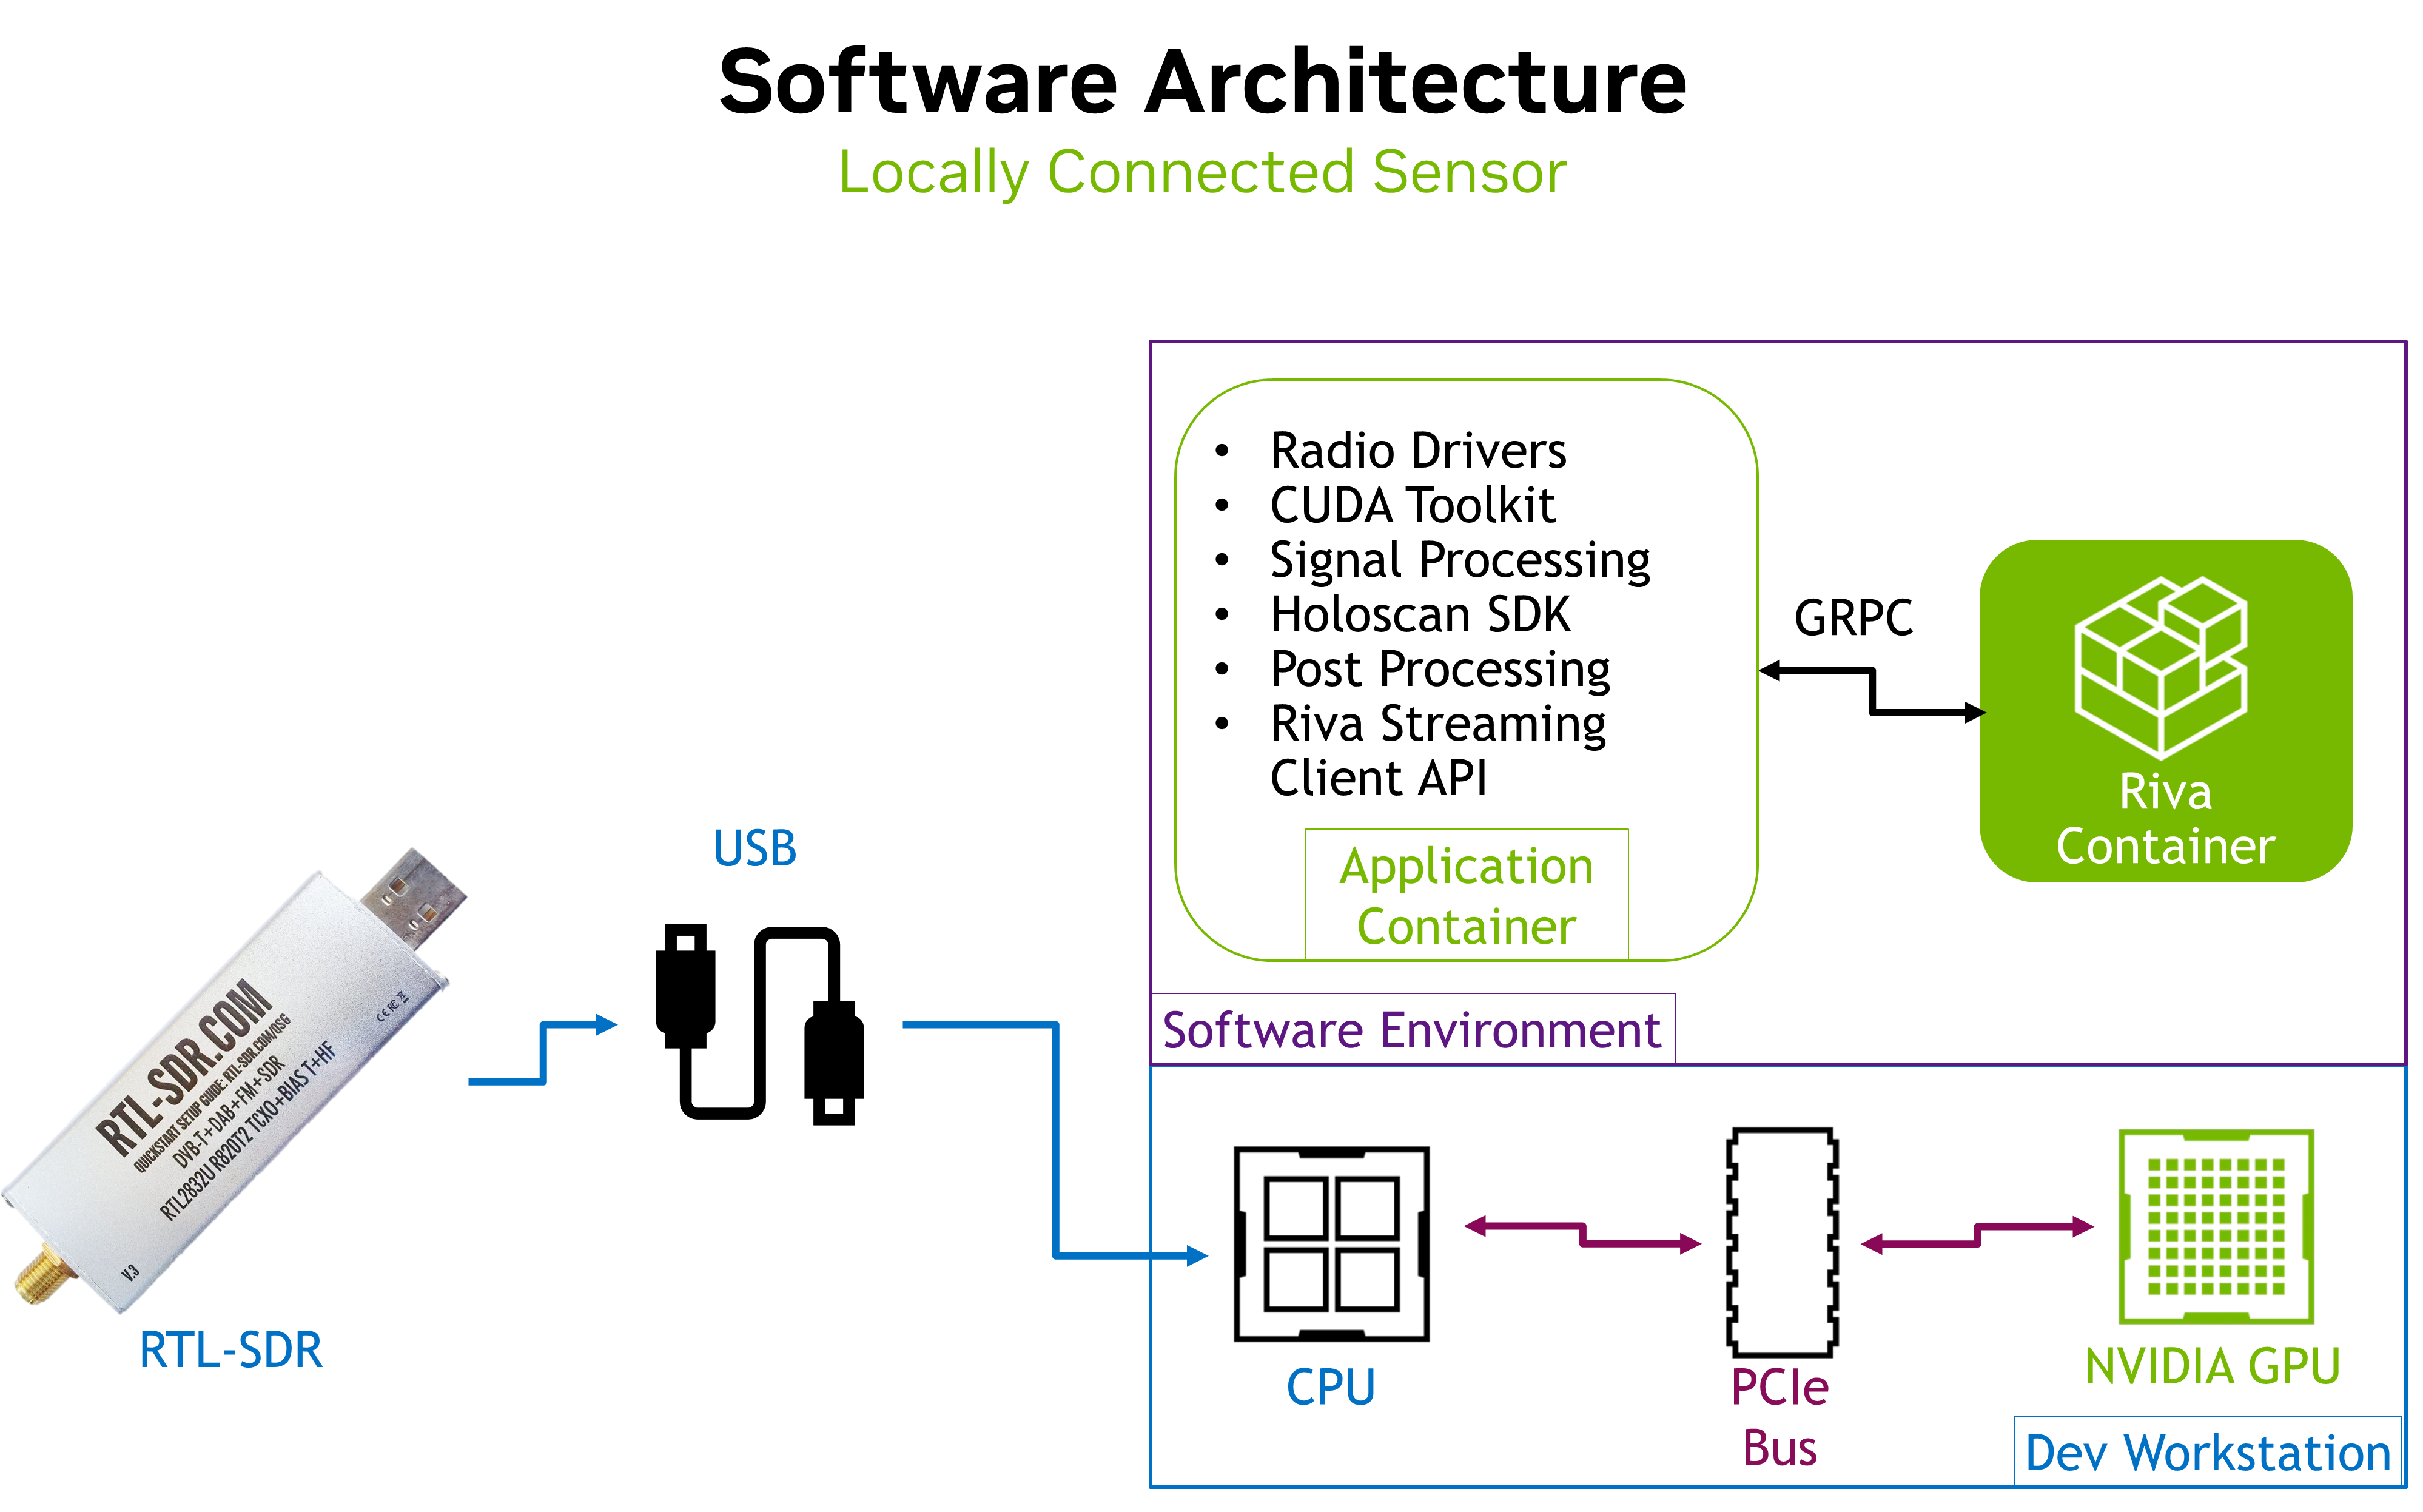 Software Architecture
Locally Connected Sensor
• Radio Drivers
• CUDA Toolkit
• Signal Processing
• Holoscan SDK
• Post Processing
• Riva Streaming
Client API
Application
Container
GRPC
Riva
Container
Software Environment
USB
RTL-SDR.COM
QUICKSTART SETUP GUIDE: RTL-SDR.COM/QSG
DVB-T+DAB+FM+SDR
RTL2832U R820T2 TCXO+BIAS T+HF
CE FC
V.3
RTL-SDR
CPU
PCIe
Bus
NVIDIA GPU
Dev Workstation